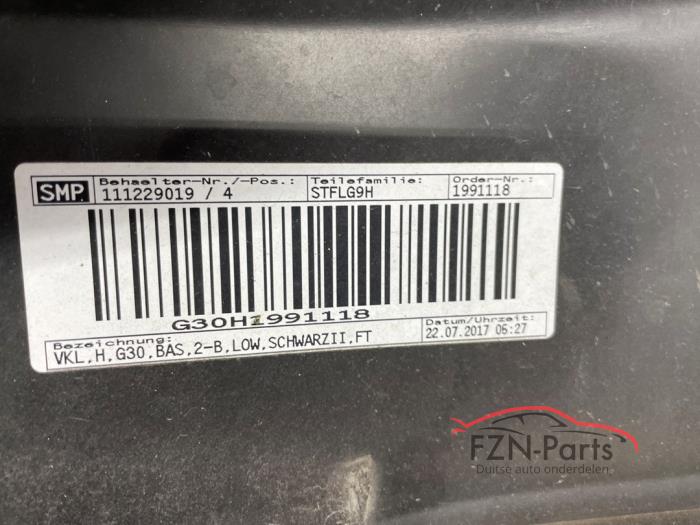 SMP
Behaelter-Nr./-Pos.:
111229019 / 4
Teilefamilie:
STFLG9H
Order-Nr.:
1991118
G30H1991118
Bezeichnung:
VKL,H,G30,BAS,2-B,LOW,SCHWARZII,FT
Datum/Uhrzeit:
22.07.2017 06:27
FZN-Parts
Duitse auto onderdelen